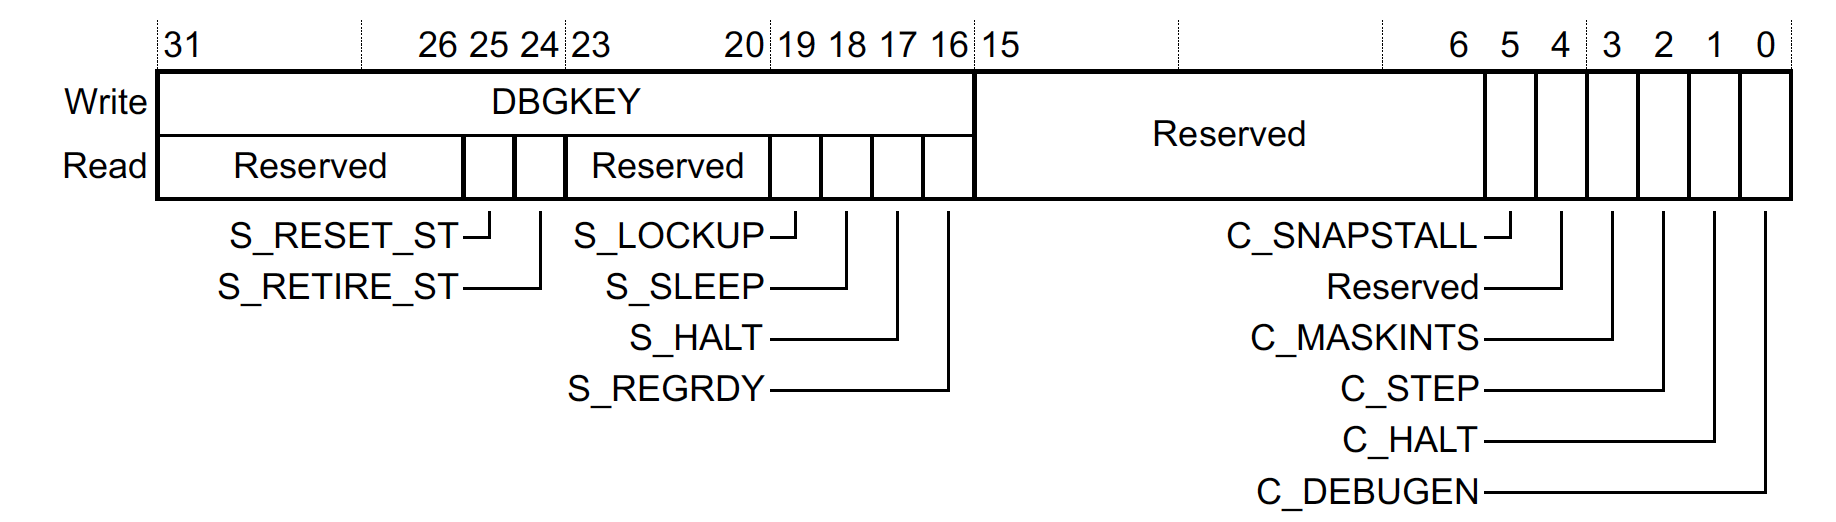 31 26 25 24 23 20 19 18 17 16 15 6 5 4 3 2 1 0
Write DBGKEY Reserved
Read Reserved Reserved
S_RESET_ST S_LOCKUP C_SNAPSTALL
S_RETIRE_ST S_SLEEP Reserved
S_HALT C_MASKINTS
S_REGRDY C_STEP
C_HALT
C_DEBUGEN